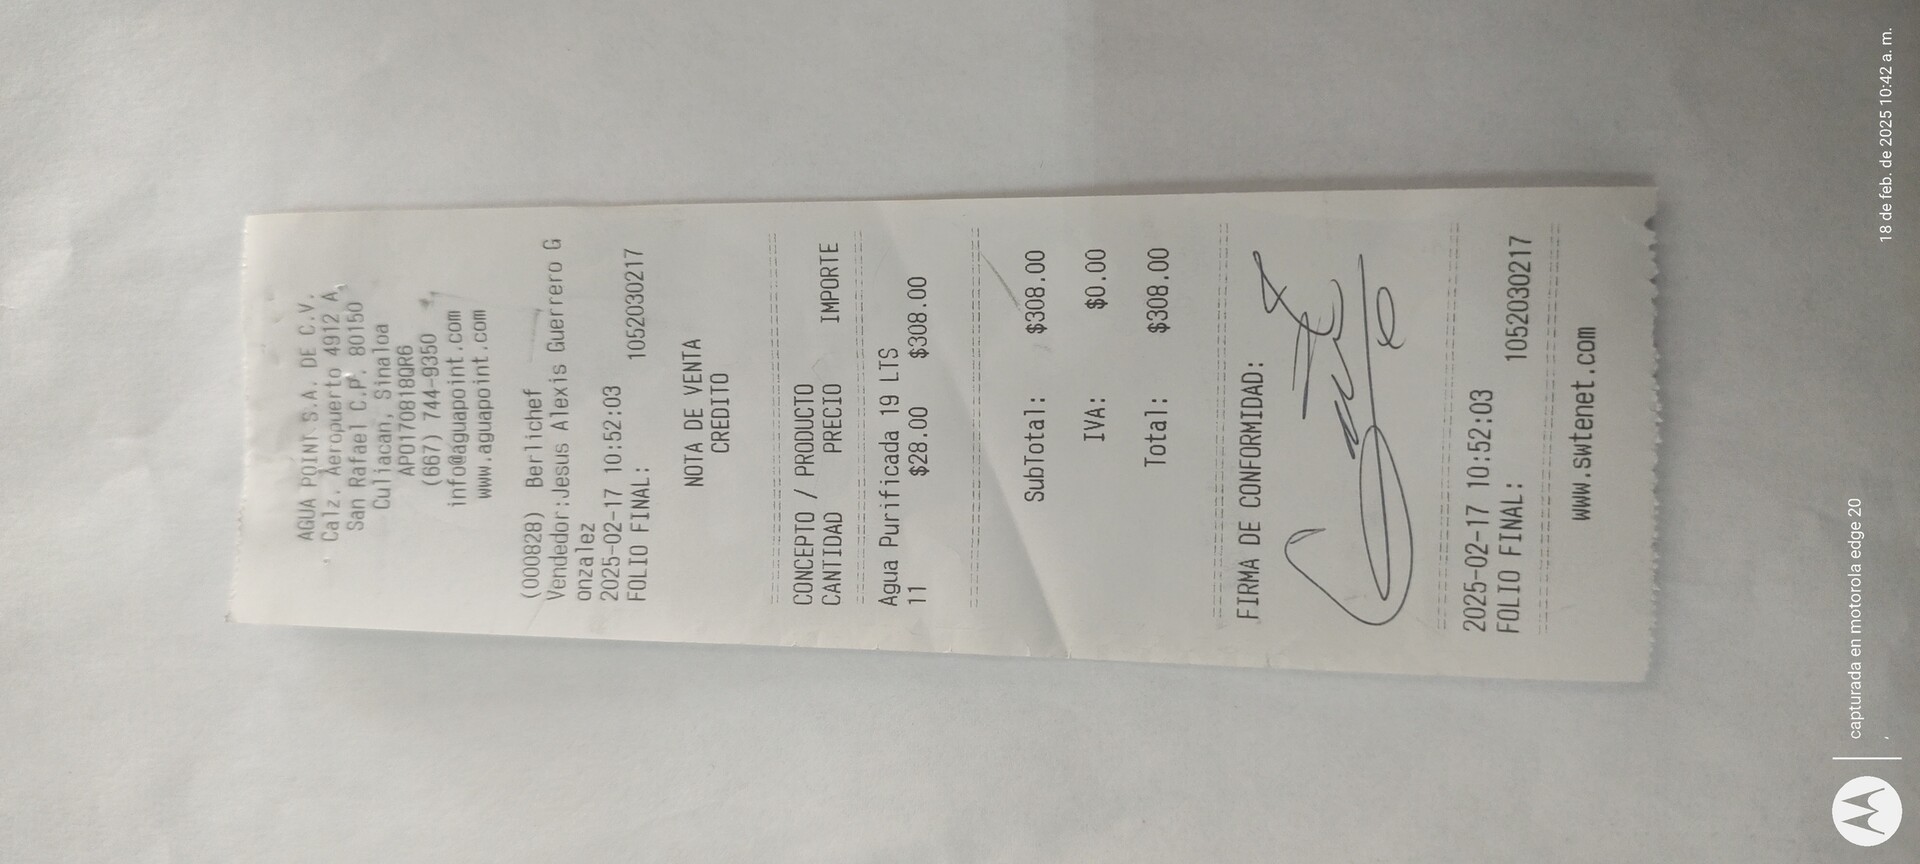 AGUA POINT S.A. DE C.V.
Calz. Aeropuerto 4912 A,
San Rafael C.P. 80150
Culiacan, Sinaloa
APO170818QR6
(667) 744-9350
info@aguapoint.com
www.aguapoint.com
(000828) Berlichef
Vendedor:Jesus Alexis Guerrero G
onzalez
2025-02-17 10:52:03
FOLIO FINAL: 1052030217
NOTA DE VENTA
CREDITO
CONCEPTO / PRODUCTO
CANTIDAD PRECIO IMPORTE
Agua Purificada 19 LTS
11 $28.00 $308.00
SubTotal: $308.00
IVA: $0.00
Total: $308.00
FIRMA DE CONFORMIDAD:
2025-02-17 10:52:03
FOLIO FINAL: 1052030217
www.swtenet.com
capturada en motorola edge 20
18 de feb. de 2025 10:42 a. m.